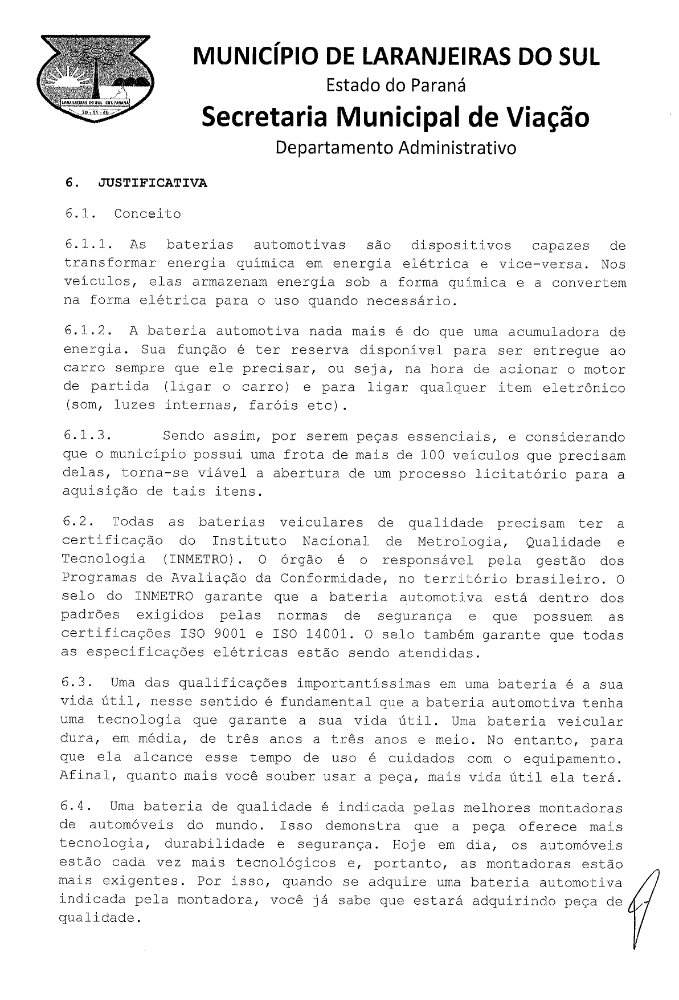 MUNICÍPIO DE LARANJEIRAS DO SUL
Estado do Paraná
Secretaria Municipal de Viação
Departamento Administrativo
LARANJEIRAS DO SUL - EST. PARANÁ
30 - 11 - 46
6. JUSTIFICATIVA
6.1. Conceito
6.1.1. As baterias automotivas são dispositivos capazes de
transformar energia química em energia elétrica e vice-versa. Nos
veículos, elas armazenam energia sob a forma química e a convertem
na forma elétrica para o uso quando necessário.
6.1.2. A bateria automotiva nada mais é do que uma acumuladora de
energia. Sua função é ter reserva disponível para ser entregue ao
carro sempre que ele precisar, ou seja, na hora de acionar o motor
de partida (ligar o carro) e para ligar qualquer item eletrônico
(som, luzes internas, faróis etc).
6.1.3. Sendo assim, por serem peças essenciais, e considerando
que o município possui uma frota de mais de 100 veículos que precisam
delas, torna-se viável a abertura de um processo licitatório para a
aquisição de tais itens.
6.2. Todas as baterias veiculares de qualidade precisam ter a
certificação do Instituto Nacional de Metrologia, Qualidade e
Tecnologia (INMETRO). O órgão é o responsável pela gestão dos
Programas de Avaliação da Conformidade, no território brasileiro. O
selo do INMETRO garante que a bateria automotiva está dentro dos
padrões exigidos pelas normas de segurança e que possuem as
certificações ISO 9001 e ISO 14001. O selo também garante que todas
as especificações elétricas estão sendo atendidas.
6.3. Uma das qualificações importantíssimas em uma bateria é a sua
vida útil, nesse sentido é fundamental que a bateria automotiva tenha
uma tecnologia que garante a sua vida útil. Uma bateria veicular
dura, em média, de três anos a três anos e meio. No entanto, para
que ela alcance esse tempo de uso é cuidados com o equipamento.
Afinal, quanto mais você souber usar a peça, mais vida útil ela terá.
6.4. Uma bateria de qualidade é indicada pelas melhores montadoras
de automóveis do mundo. Isso demonstra que a peça oferece mais
tecnologia, durabilidade e segurança. Hoje em dia, os automóveis
estão cada vez mais tecnológicos e, portanto, as montadoras estão
mais exigentes. Por isso, quando se adquire uma bateria automotiva
indicada pela montadora, você já sabe que estará adquirindo peça de
qualidade.